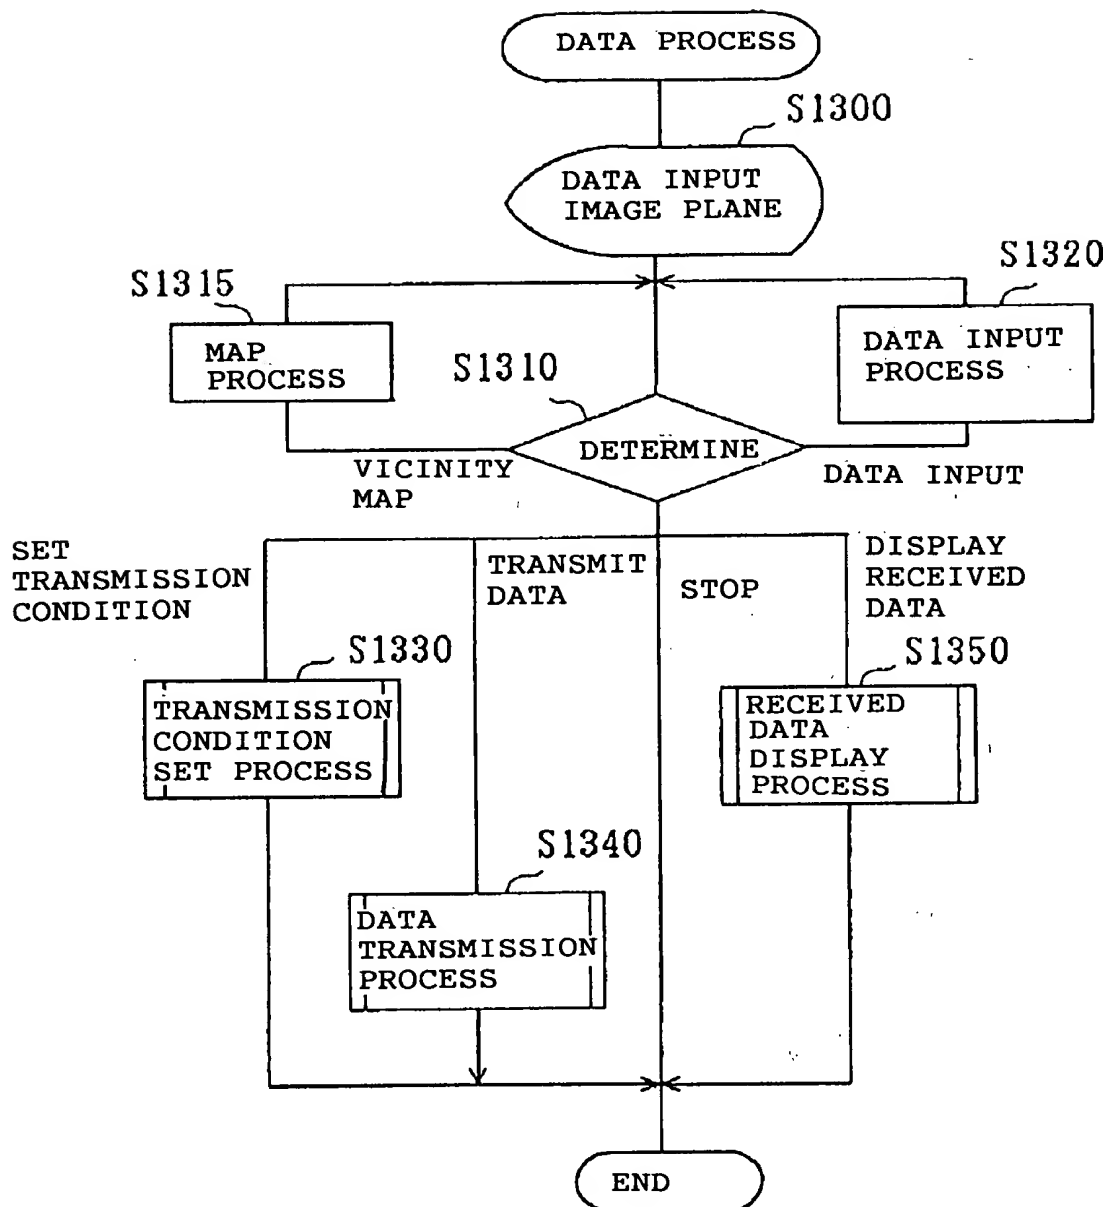 DATA PROCESS
S1300
DATA INPUT
IMAGE PLANE
S1315
S1320
MAP
PROCESS
DATA INPUT
PROCESS
S1310
DETERMINE
VICINITY
MAP
DATA INPUT
SET
TRANSMISSION
CONDITION
TRANSMIT
DATA
STOP
DISPLAY
RECEIVED
DATA
S1330
S1350
TRANSMISSION
CONDITION
SET PROCESS
RECEIVED
DATA
DISPLAY
PROCESS
S1340
DATA
TRANSMISSION
PROCESS
END